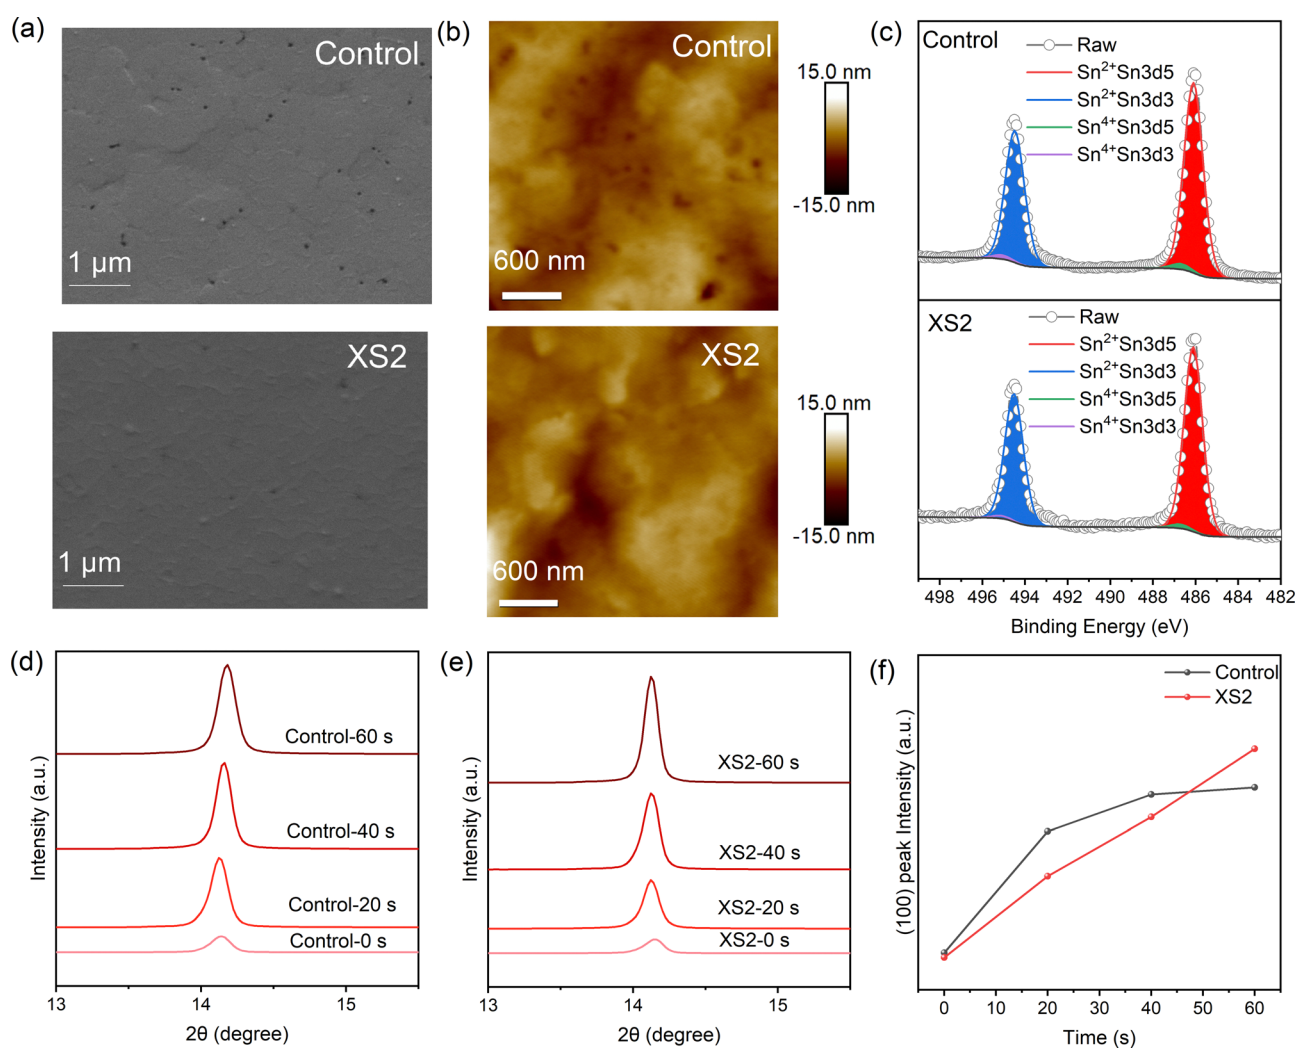 (a)
Control
1 μm
XS2
1 μm
(b)
Control
600 nm
15.0 nm
-15.0 nm
XS2
600 nm
15.0 nm
-15.0 nm
(c)
Control
Raw
Sn²⁺Sn3d5
Sn²⁺Sn3d3
Sn⁴⁺Sn3d5
Sn⁴⁺Sn3d3
XS2
Raw
Sn²⁺Sn3d5
Sn²⁺Sn3d3
Sn⁴⁺Sn3d5
Sn⁴⁺Sn3d3
498 496 494 492 490 488 486 484 482
Binding Energy (eV)
(d)
Intensity (a.u.)
Control-60 s
Control-40 s
Control-20 s
Control-0 s
13 14 15
2θ (degree)
(e)
Intensity (a.u.)
XS2-60 s
XS2-40 s
XS2-20 s
XS2-0 s
13 14 15
2θ (degree)
(f)
(100) peak Intensity (a.u.)
Control
XS2
0 10 20 30 40 50 60
Time (s)